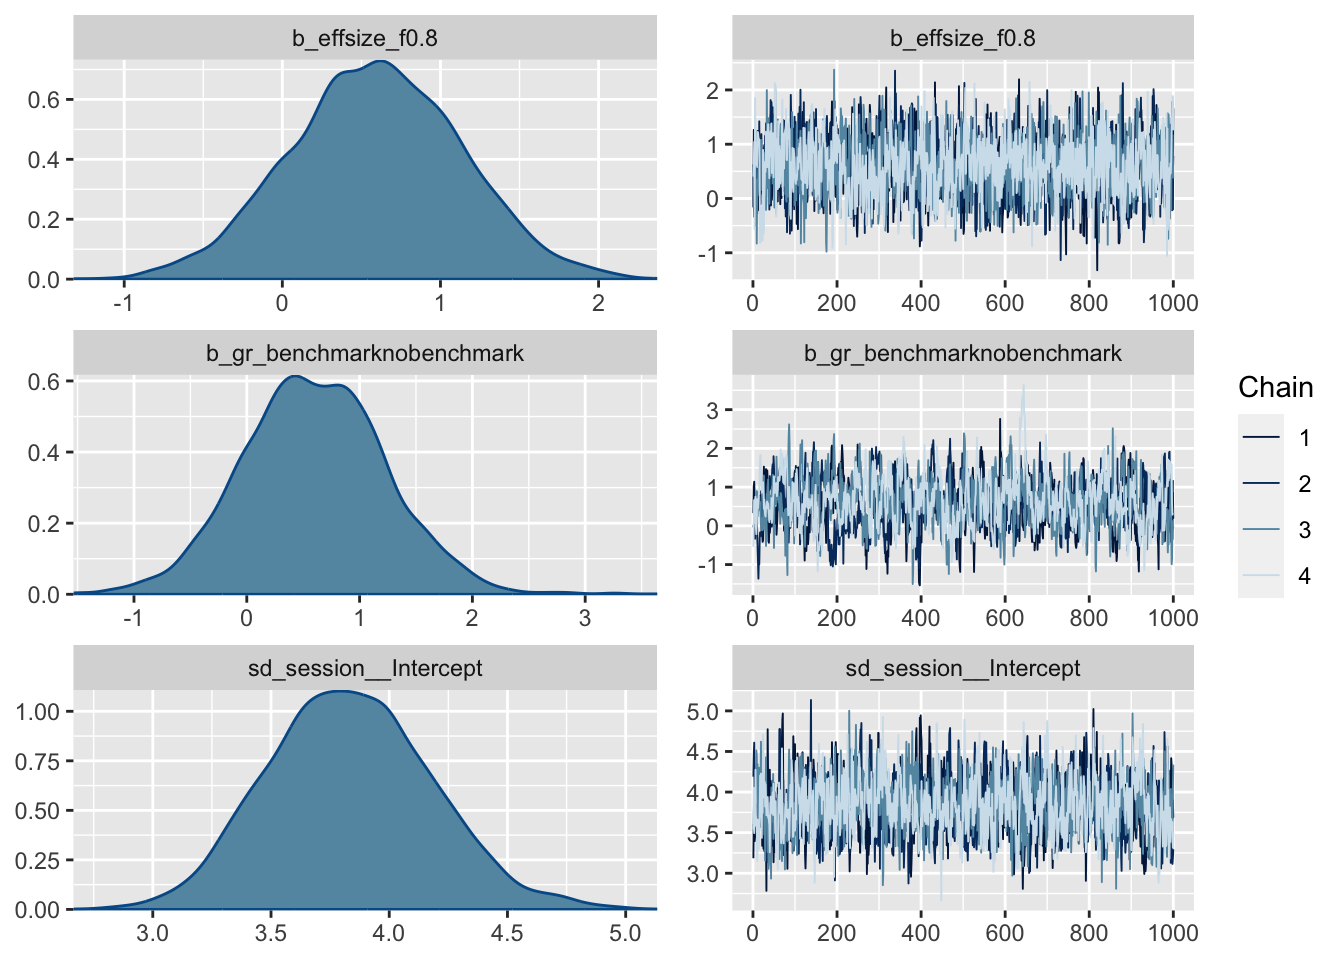 b_effsize_f0.8
b_effsize_f0.8
0.6
0.4
0.2
0.0
-1 0 1 2
2
1
0
-1
0 200 400 600 800 1000
b_gr_benchmarknobenchmark
b_gr_benchmarknobenchmark
0.6
0.4
0.2
0.0
-1 0 1 2 3
3
2
1
0
-1
0 200 400 600 800 1000
Chain
1
2
3
4
sd_session__Intercept
sd_session__Intercept
1.00
0.75
0.50
0.25
0.00
3.0 3.5 4.0 4.5 5.0
5.0
4.5
4.0
3.5
3.0
0 200 400 600 800 1000